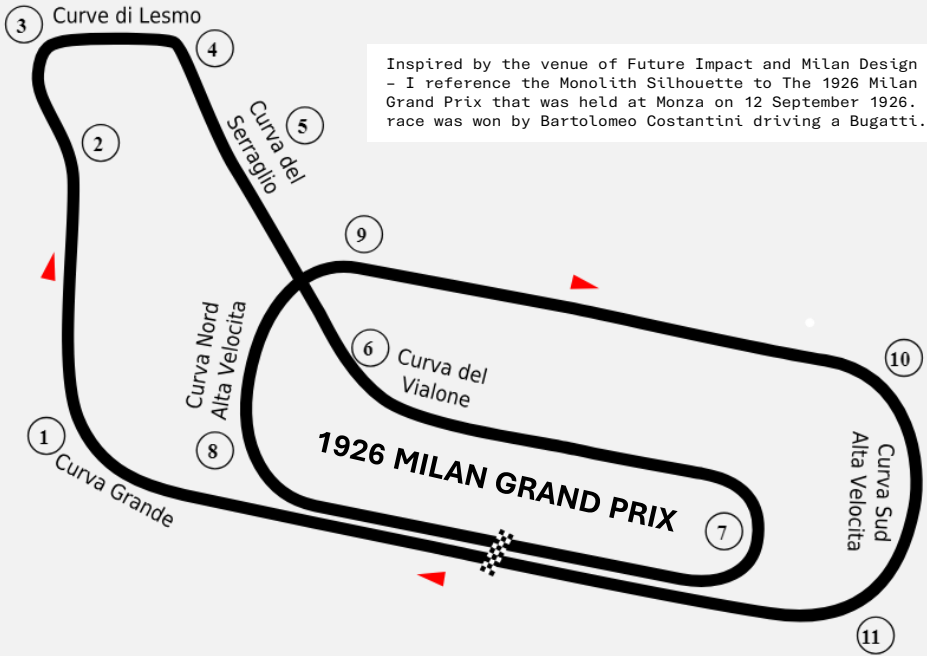 3
Curve di Lesmo
4
Inspired by the venue of Future Impact and Milan Design
– I reference the Monolith Silhouette to The 1926 Milan
Grand Prix that was held at Monza on 12 September 1926.
race was won by Bartolomeo Costantini driving a Bugatti.
2
5
Curva del
Serraglio
9
6
Curva del
Vialone
10
Curva Nord
Alta Velocita
8
1
Curva Grande
1926 MILAN GRAND PRIX
7
Curva Sud
Alta Velocita
11